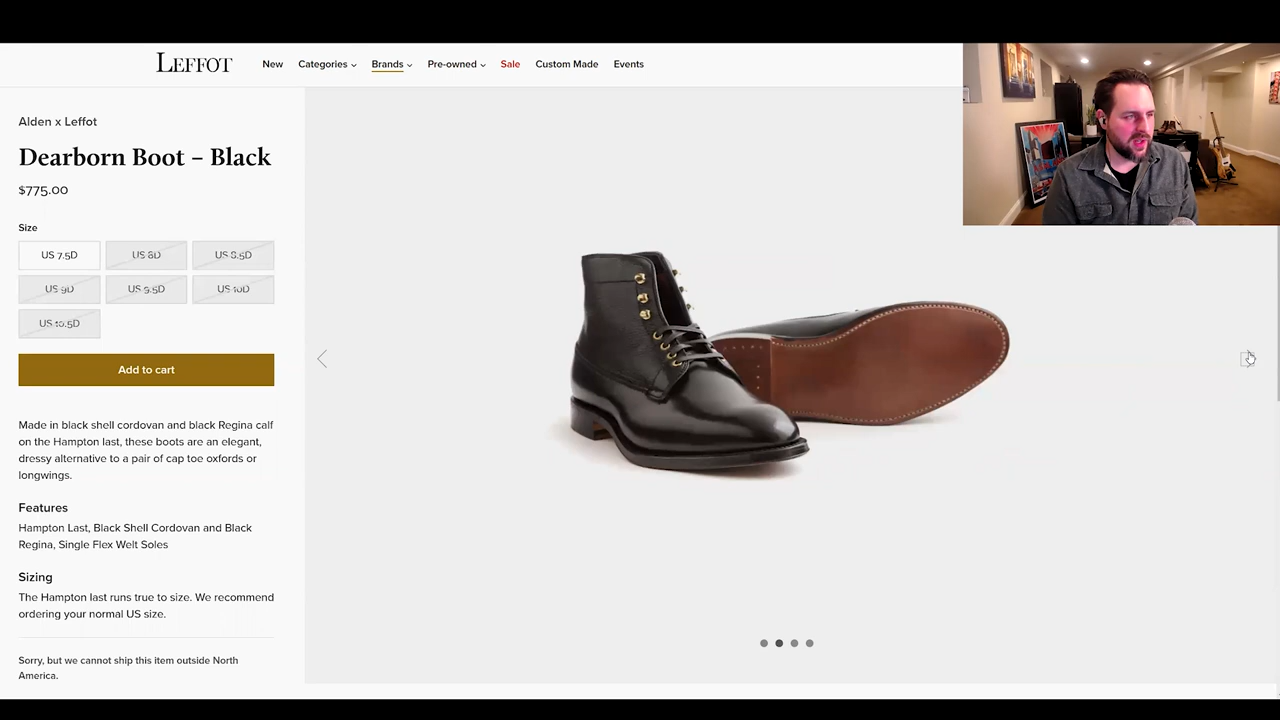 LEFFOT
New Categories Brands Pre-owned Sale Custom Made Events
Alden x Leffot
Dearborn Boot – Black
$775.00
Size
US 7.5D US 8D US 8.5D
US 9D US 9.5D US 10D
US 10.5D
Add to cart
Made in black shell cordovan and black Regina calf
on the Hampton last, these boots are an elegant,
dressy alternative to a pair of cap toe oxfords or
longwings.
Features
Hampton Last, Black Shell Cordovan and Black
Regina, Single Flex Welt Soles
Sizing
The Hampton last runs true to size. We recommend
ordering your normal US size.
Sorry, but we cannot ship this item outside North
America.